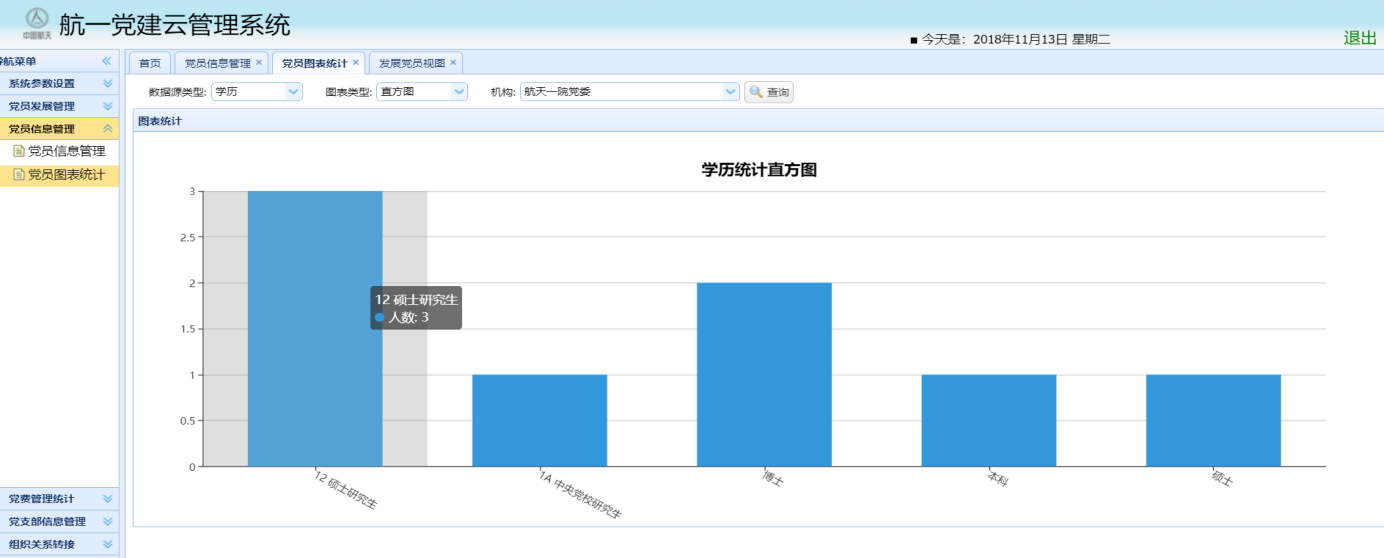 中国航天
航一党建云管理系统
■ 今天是: 2018年11月13日 星期二
退出
导航菜单
系统参数设置
党员发展管理
党员信息管理
党员信息管理
党员图表统计
党费管理统计
党支部信息管理
组织关系转接
首页 党员信息管理 × 党员图表统计 × 发展党员视图 ×
数据源类型: 学历 图表类型: 直方图 机构: 航天一院党委 查询
图表统计
学历统计直方图
3
2.5
2
1.5
1
0.5
0
12 硕士研究生
人数: 3
12 硕士研究生
1A 中央党校研究生
博士
本科
硕士